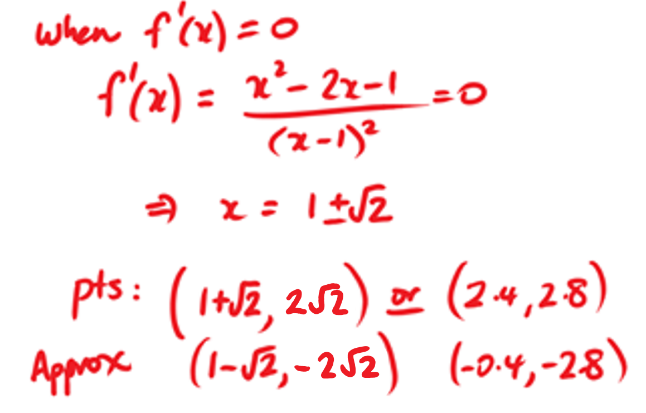 when f'(x) = 0
f'(x) = x² - 2x - 1 / (x - 1)² = 0
⇒ x = 1 ± √2
pts: (1+√2, 2√2) or (2.4, 2.8)
Approx (1-√2, -2√2) (-0.4, -2.8)